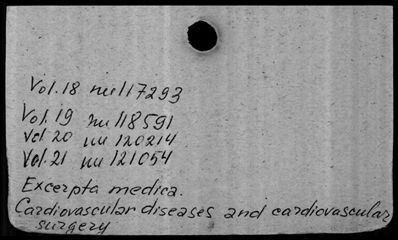 Vol. 18 nu 117293
Vol. 19 nu 118591
Vol 20 nu 120214
Vol. 21 nu 121054
Excerpta medica.
Cardiovascular diseases and cardiovascular
surgery